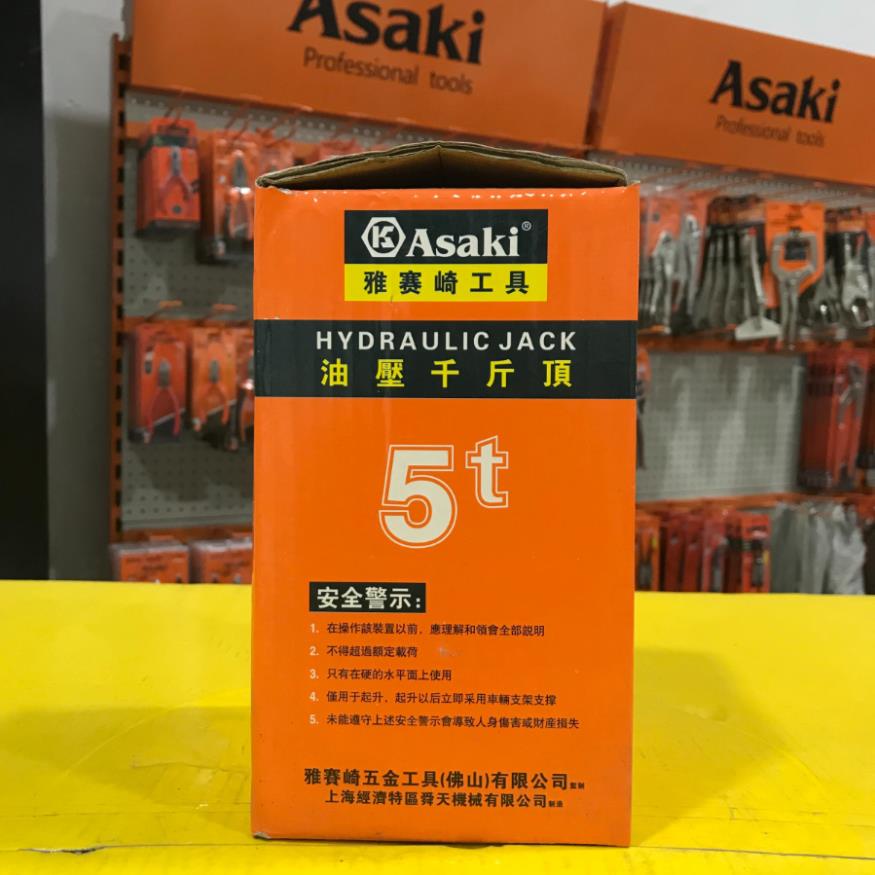 Asaki
Professional tools
Asaki
Professional tools
K Asaki®
雅赛崎工具
HYDRAULIC JACK
油壓千斤頂
5t
安全警示：
1. 在操作該裝置以前，應理解和領會全部説明
2. 不得超過額定載荷
3. 只有在硬的水平面上使用
4. 僅用于起升，起升以后立即采用車輛支架支撑
5. 未能遵守上述安全警示會導致人身傷害或財産損失
雅賽崎五金工具(佛山)有限公司監制
上海經濟特區舜天機械有限公司制造